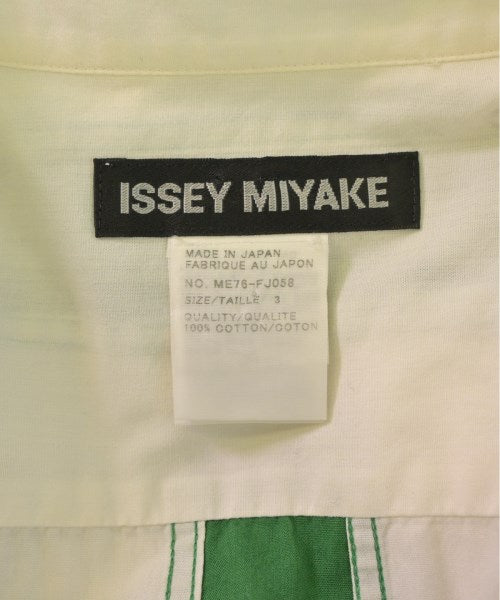 ISSEY MIYAKE
MADE IN JAPAN
FABRIQUE AU JAPON
NO. ME76-FJ058
SIZE/TAILLE 3
QUALITY/QUALITE
100% COTTON/COTON